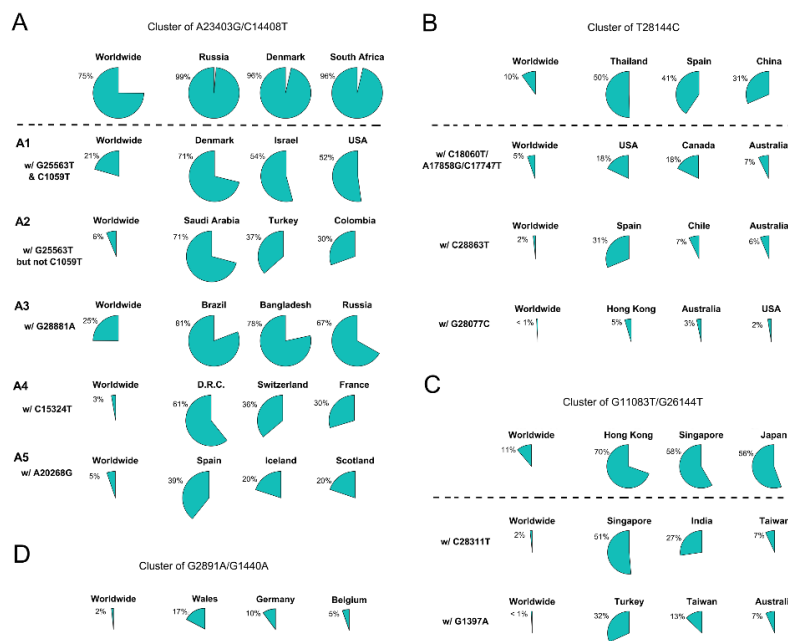 A
Cluster of A23403G/C14408T
Worldwide Russia Denmark South Africa
75% 99% 96% 96%
A1
w/ G25563T
& C1059T
Worldwide Denmark Israel USA
21% 71% 54% 52%
A2
w/ G25563T
but not C1059T
Worldwide Saudi Arabia Turkey Colombia
6% 71% 37% 30%
A3
w/ G28881A
Worldwide Brazil Bangladesh Russia
25% 81% 78% 67%
A4
w/ C15324T
Worldwide D.R.C. Switzerland France
3% 61% 36% 30%
A5
w/ A20268G
Worldwide Spain Iceland Scotland
5% 39% 20% 20%
D
Cluster of G2891A/G1440A
Worldwide Wales Germany Belgium
2% 17% 10% 5%
B
Cluster of T28144C
Worldwide Thailand Spain China
10% 50% 41% 31%
w/ C18060T/
A17858G/C17747T
Worldwide USA Canada Australia
5% 18% 18% 7%
w/ C28863T
Worldwide Spain Chile Australia
2% 31% 7% 6%
w/ G28077C
Worldwide Hong Kong Australia USA
< 1% 5% 3% 2%
C
Cluster of G11083T/G26144T
Worldwide Hong Kong Singapore Japan
11% 70% 58% 56%
w/ C28311T
Worldwide Singapore India Taiwan
2% 51% 27% 7%
w/ G1397A
Worldwide Turkey Taiwan Austral
< 1% 32% 13% 7%